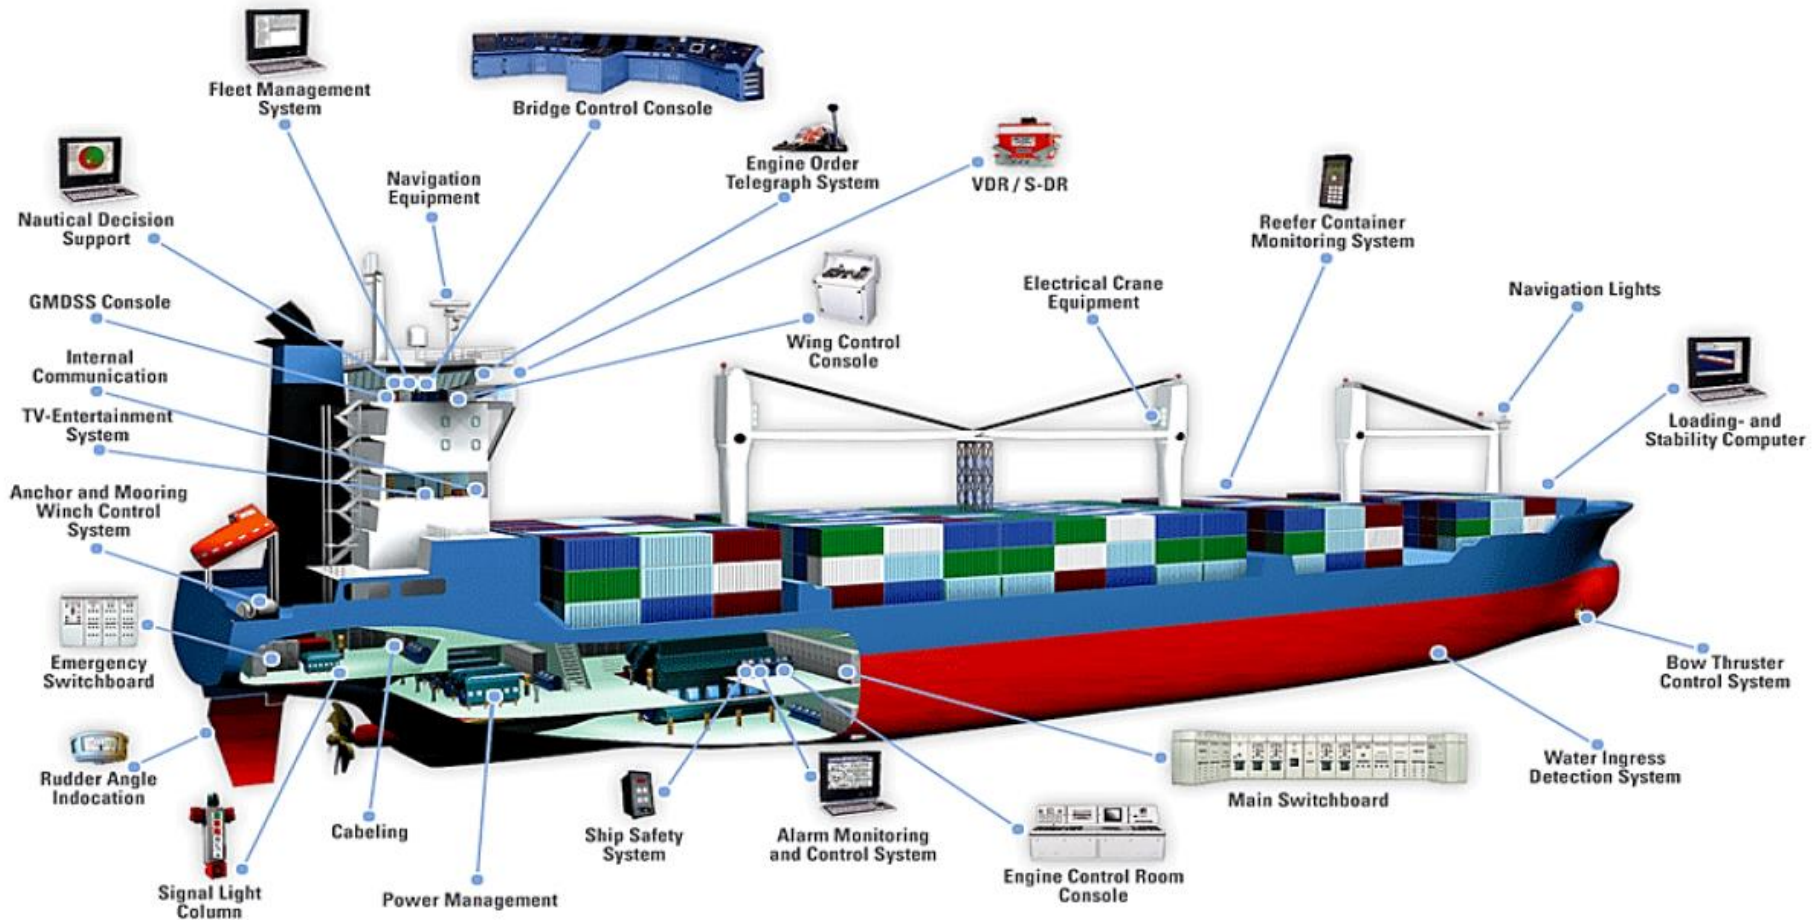 Fleet Management
System
Bridge Control Console
Engine Order
Telegraph System
VDR / S-DR
Navigation
Equipment
Nautical Decision
Support
Reefer Container
Monitoring System
GMDSS Console
Electrical Crane
Equipment
Navigation Lights
Internal
Communication
Wing Control
Console
TV-Entertainment
System
Loading- and
Stability Computer
Anchor and Mooring
Winch Control
System
Emergency
Switchboard
Bow Thruster
Control System
Rudder Angle
Indocation
Water Ingress
Detection System
Main Switchboard
Cabeling
Ship Safety
System
Alarm Monitoring
and Control System
Engine Control Room
Console
Signal Light
Column
Power Management